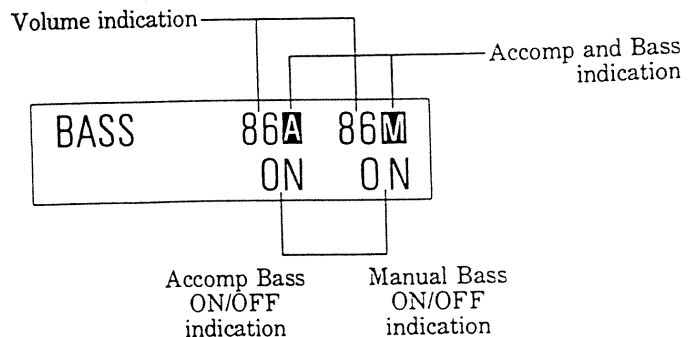 Volume indication
Accomp and Bass
indication
BASS 86A 86M
ON ON
Accomp Bass
ON/OFF
indication
Manual Bass
ON/OFF
indication